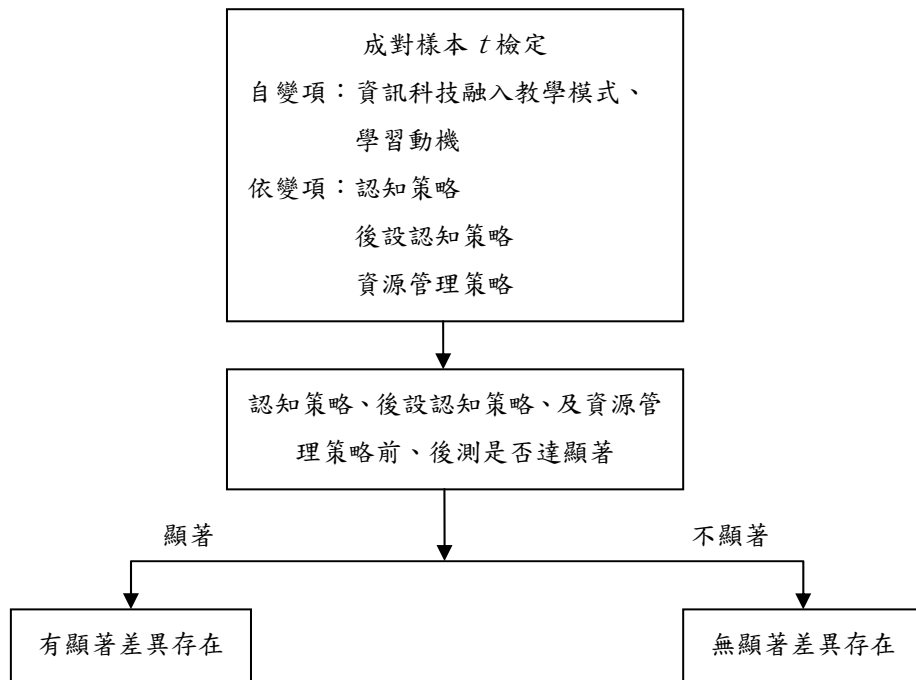 成對樣本 t 檢定
自變項：資訊科技融入教學模式、
學習動機
依變項：認知策略
後設認知策略
資源管理策略
認知策略、後設認知策略、及資源管
理策略前、後測是否達顯著
顯著
不顯著
有顯著差異存在
無顯著差異存在